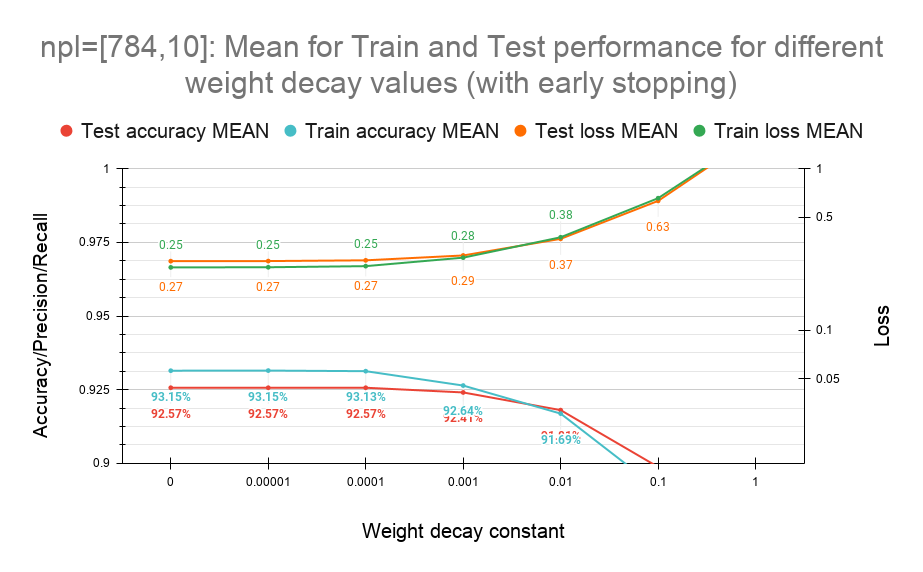 npl=[784,10]: Mean for Train and Test performance for different
weight decay values (with early stopping)
Test accuracy MEAN Train accuracy MEAN Test loss MEAN Train loss MEAN
Accuracy/Precision/Recall
1
0.975
0.95
0.925
0.9
1
0.5
0.1
0.05
Loss
0.25 0.25 0.25 0.28 0.38
0.27 0.27 0.27 0.29 0.37 0.63
93.15% 93.15% 93.13% 92.64% 91.69%
92.57% 92.57% 92.57% 92.41%
0 0.00001 0.0001 0.001 0.01 0.1 1
Weight decay constant